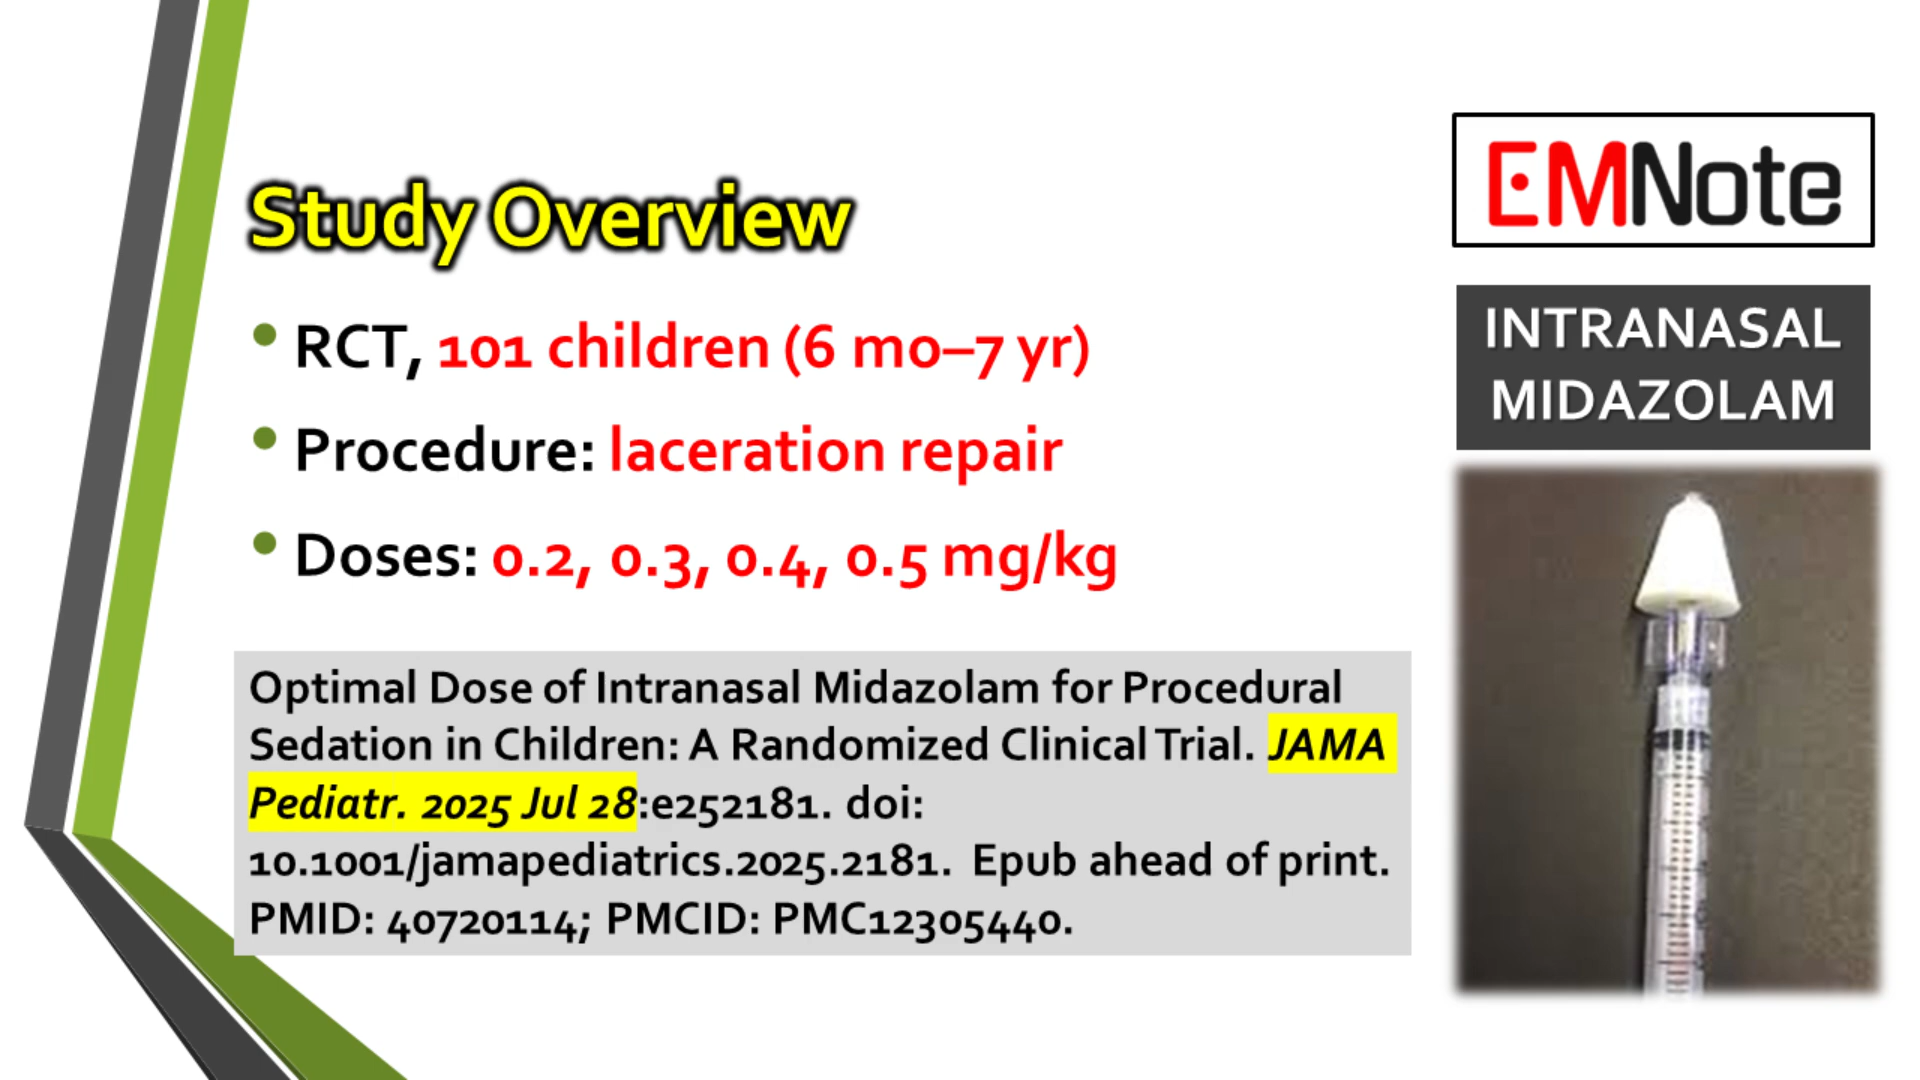 Study Overview
• RCT, 101 children (6 mo–7 yr)
• Procedure: laceration repair
• Doses: 0.2, 0.3, 0.4, 0.5 mg/kg
Optimal Dose of Intranasal Midazolam for Procedural
Sedation in Children: A Randomized Clinical Trial. JAMA
Pediatr. 2025 Jul 28:e252181. doi:
10.1001/jamapediatrics.2025.2181. Epub ahead of print.
PMID: 40720114; PMCID: PMC12305440.
EMNote
INTRANASAL
MIDAZOLAM